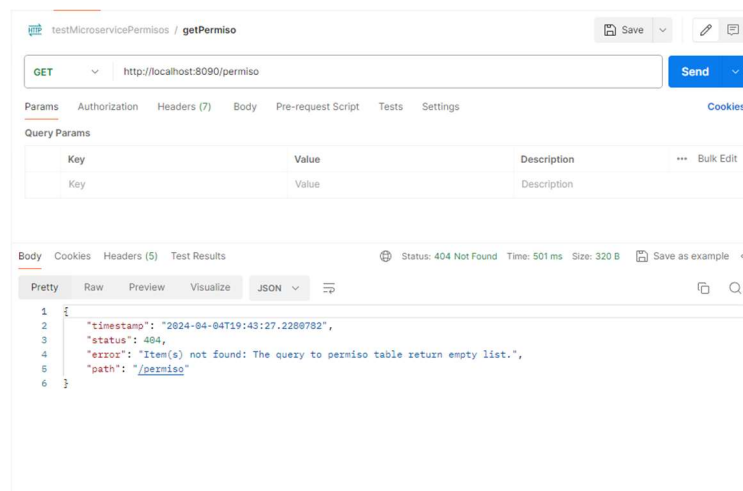 HTTP testMicroservicePermisos / getPermiso Save
GET http://localhost:8090/permiso Send
Params Authorization Headers (7) Body Pre-request Script Tests Settings Cookies
Query Params
Key Value Description ••• Bulk Edit
Key Value Description
Body Cookies Headers (5) Test Results Status: 404 Not Found Time: 501 ms Size: 320 B Save as example
Pretty Raw Preview Visualize JSON
1 {
2 "timestamp": "2024-04-04T19:43:27.2280782",
3 "status": 404,
4 "error": "Item(s) not found: The query to permiso table return empty list.",
5 "path": "/permiso"
6 }